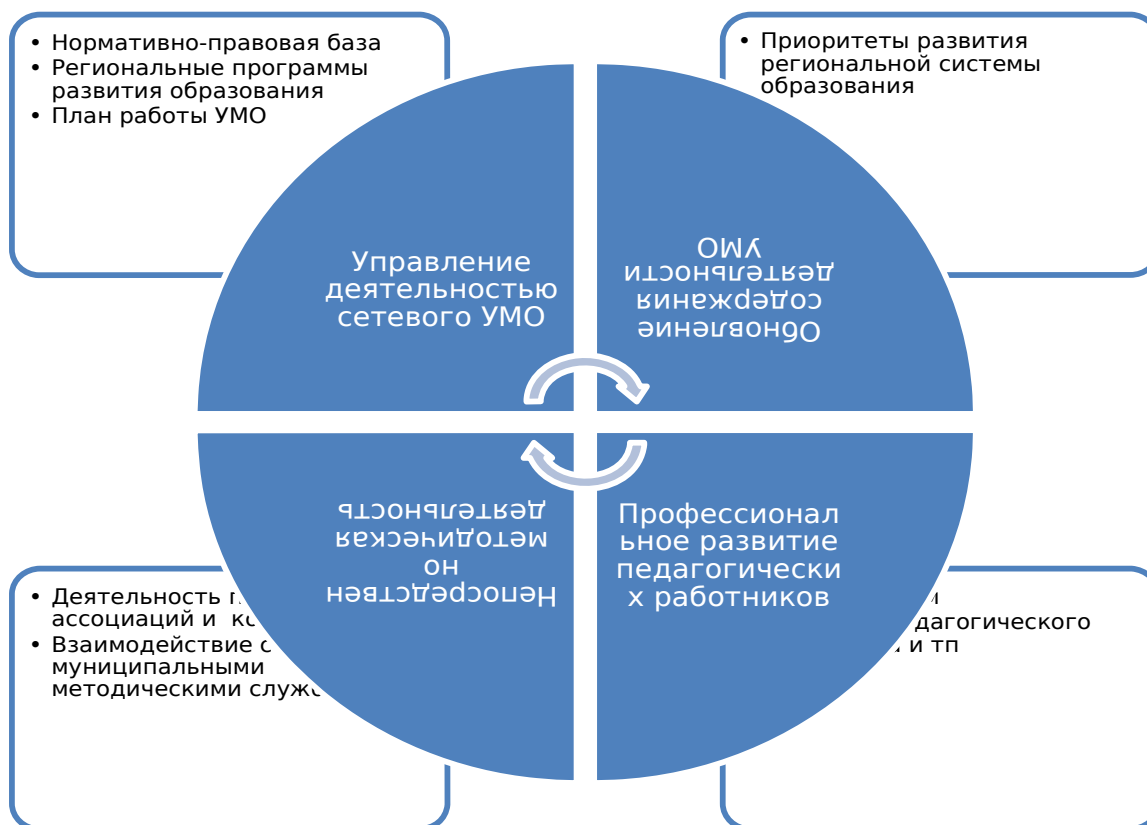 • Нормативно-правовая база
• Региональные программы
развития образования
• План работы УМО
• Приоритеты развития
региональной системы
образования
Управление
деятельностью
сетевого УМО
Обновление
содержания
деятельности
УМО
Непосредствен
но
методическая
деятельность
Профессионал
ьное развитие
педагогически
х работников
• Деятельность
ассоциаций и
• Взаимодействие с
муниципальными
методическими
и тп